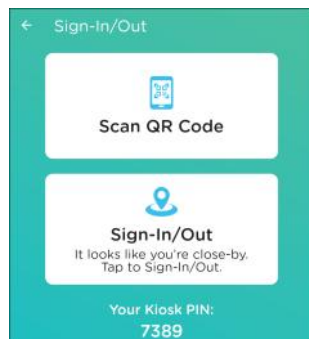 Sign-In/Out
Scan QR Code
Sign-In/Out
It looks like you're close-by.
Tap to Sign-In/Out.
Your Kiosk PIN:
7389